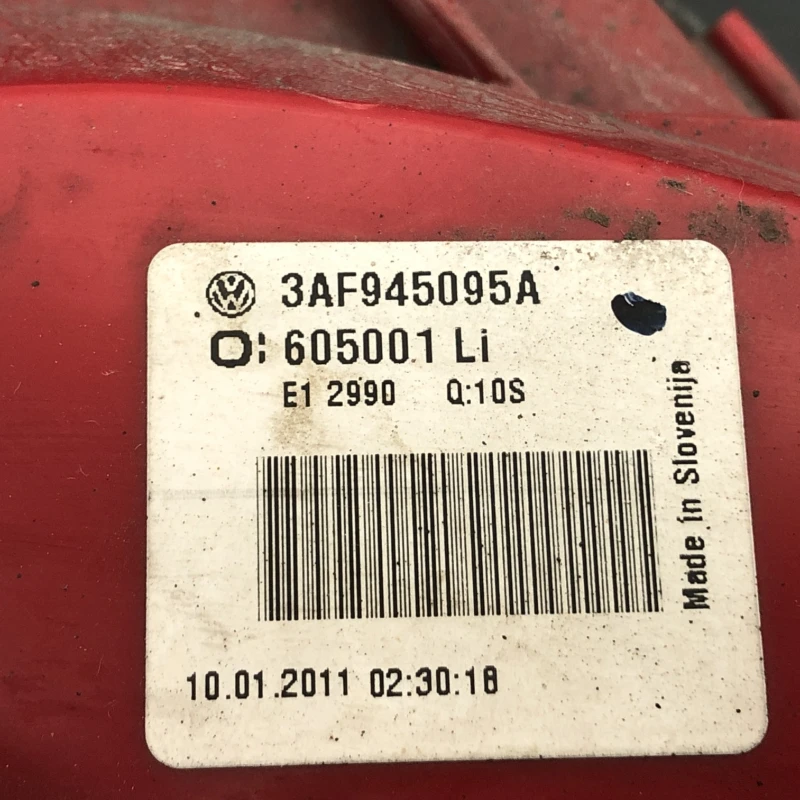 3AF945095A
O: 605001 Li
E1 2990 Q:10S
Made in Slovenija
10.01.2011 02:30:18